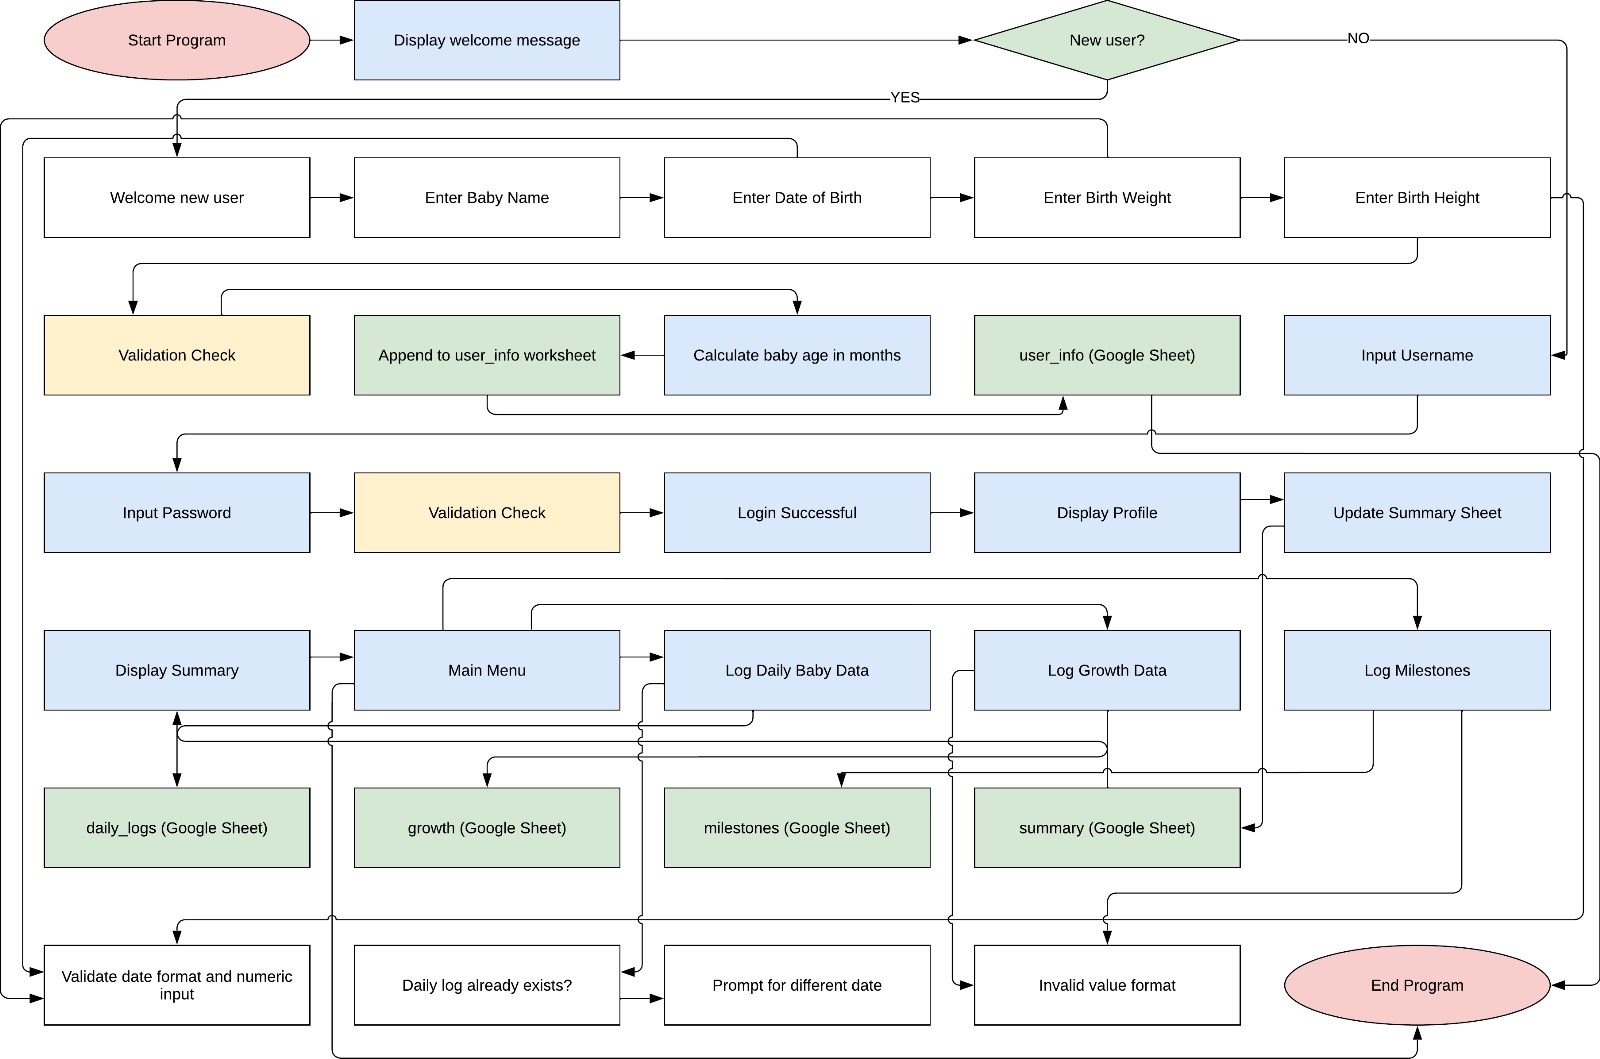 Start Program
Display welcome message
New user?
NO
YES
Welcome new user
Enter Baby Name
Enter Date of Birth
Enter Birth Weight
Enter Birth Height
Validation Check
Append to user_info worksheet
Calculate baby age in months
user_info (Google Sheet)
Input Username
Input Password
Validation Check
Login Successful
Display Profile
Update Summary Sheet
Display Summary
Main Menu
Log Daily Baby Data
Log Growth Data
Log Milestones
daily_logs (Google Sheet)
growth (Google Sheet)
milestones (Google Sheet)
summary (Google Sheet)
Validate date format and numeric
input
Daily log already exists?
Prompt for different date
Invalid value format
End Program